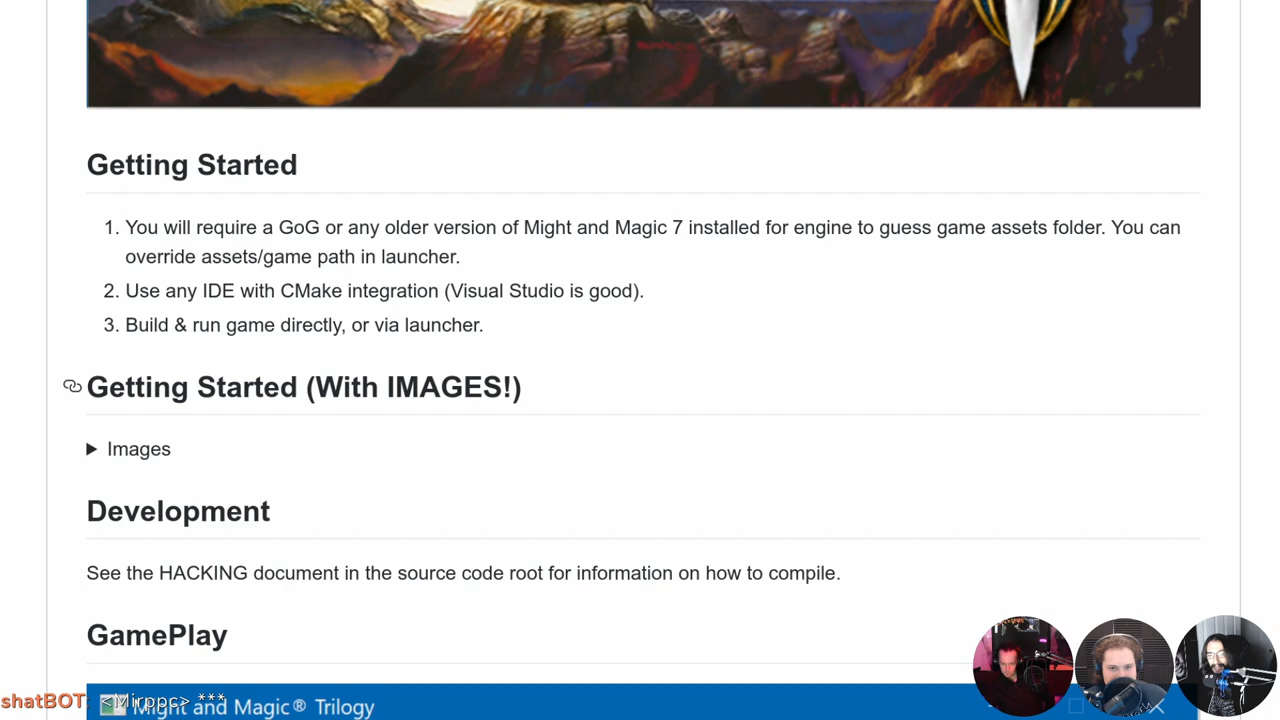 Getting Started
1. You will require a GoG or any older version of Might and Magic 7 installed for engine to guess game assets folder. You can
override assets/game path in launcher.
2. Use any IDE with CMake integration (Visual Studio is good).
3. Build & run game directly, or via launcher.
Getting Started (With IMAGES!)
Images
Development
See the HACKING document in the source code root for information on how to compile.
GamePlay
shatBOT: <Mirppc> ***
Might and Magic® Trilogy